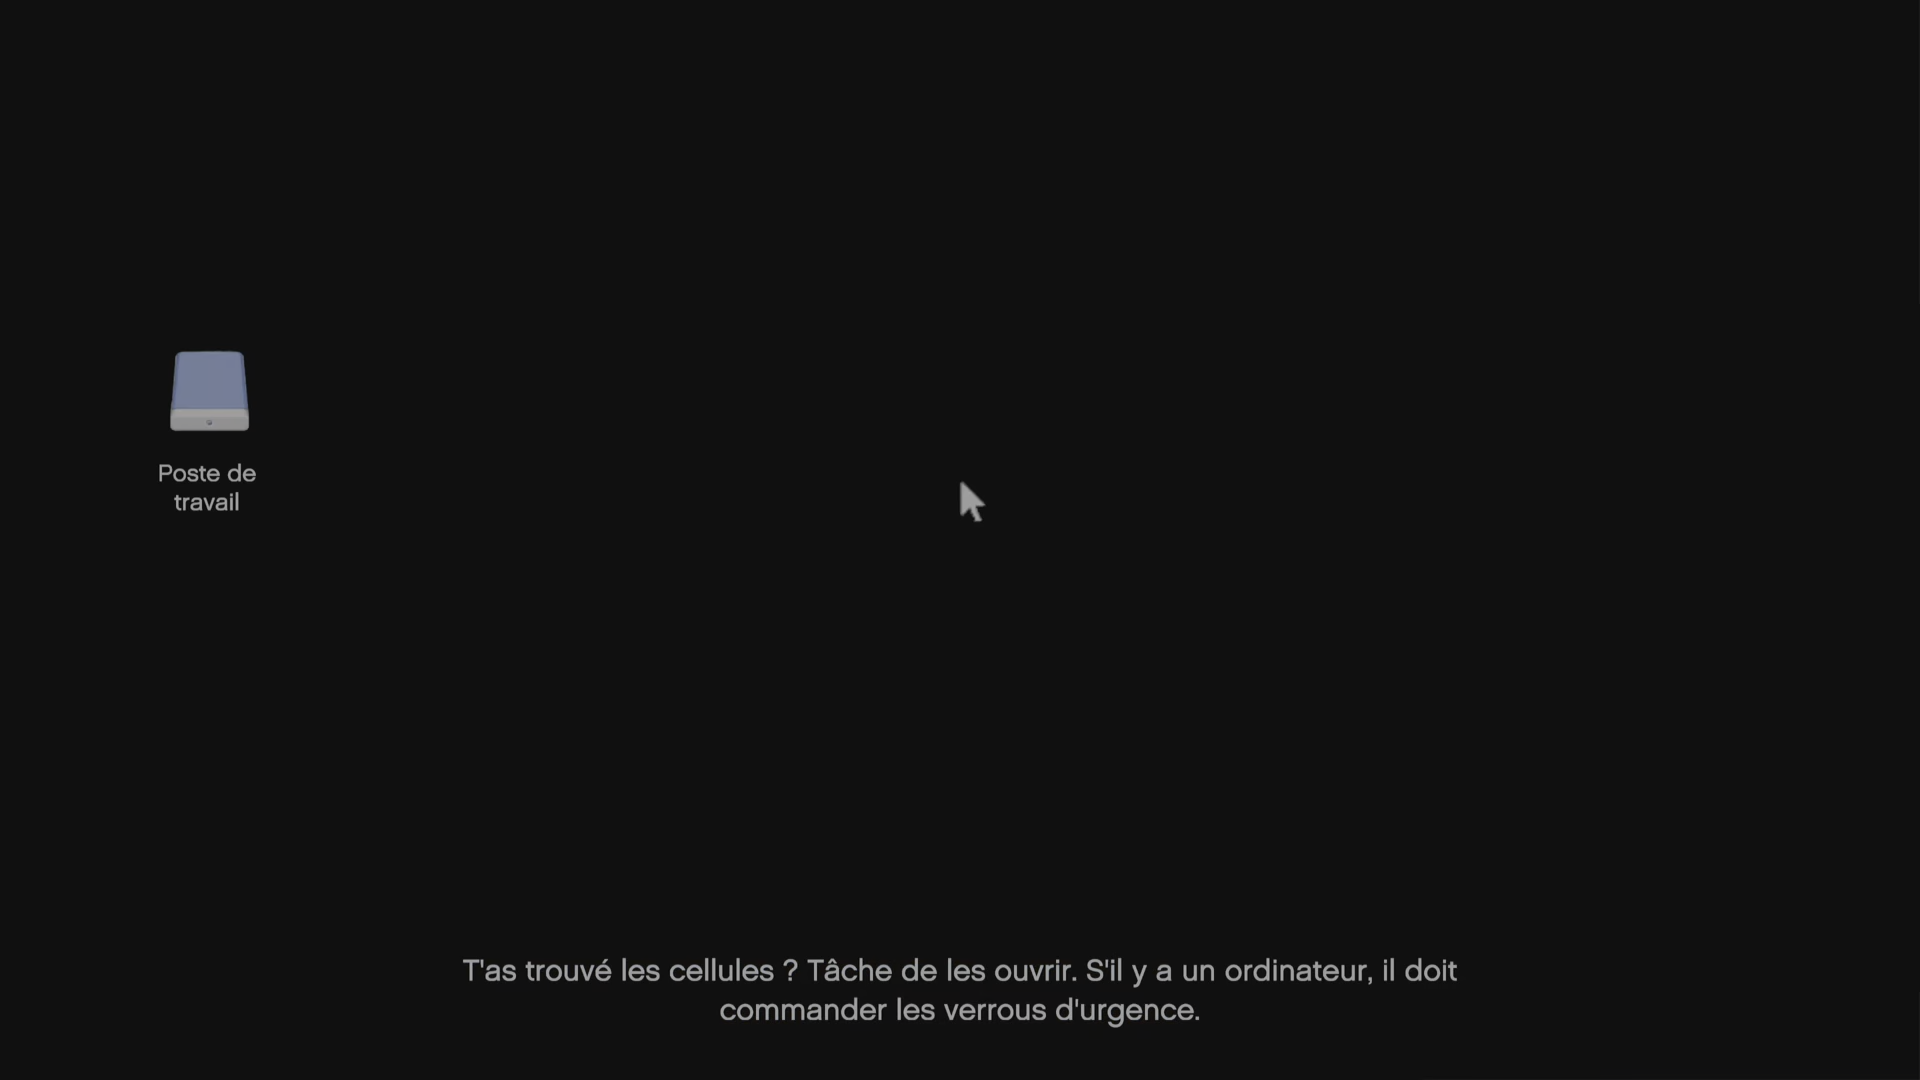 Poste de
travail
T'as trouvé les cellules ? Tâche de les ouvrir. S'il y a un ordinateur, il doit
commander les verrous d'urgence.